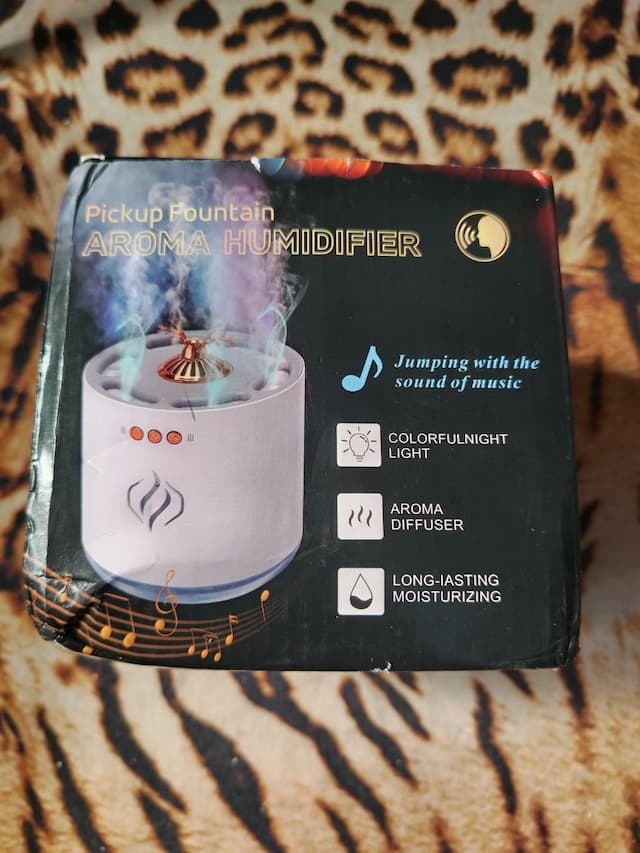 Pickup Fountain
AROMA HUMIDIFIER
Jumping with the
sound of music
COLORFULNIGHT
LIGHT
AROMA
DIFFUSER
LONG-IASTING
MOISTURIZING